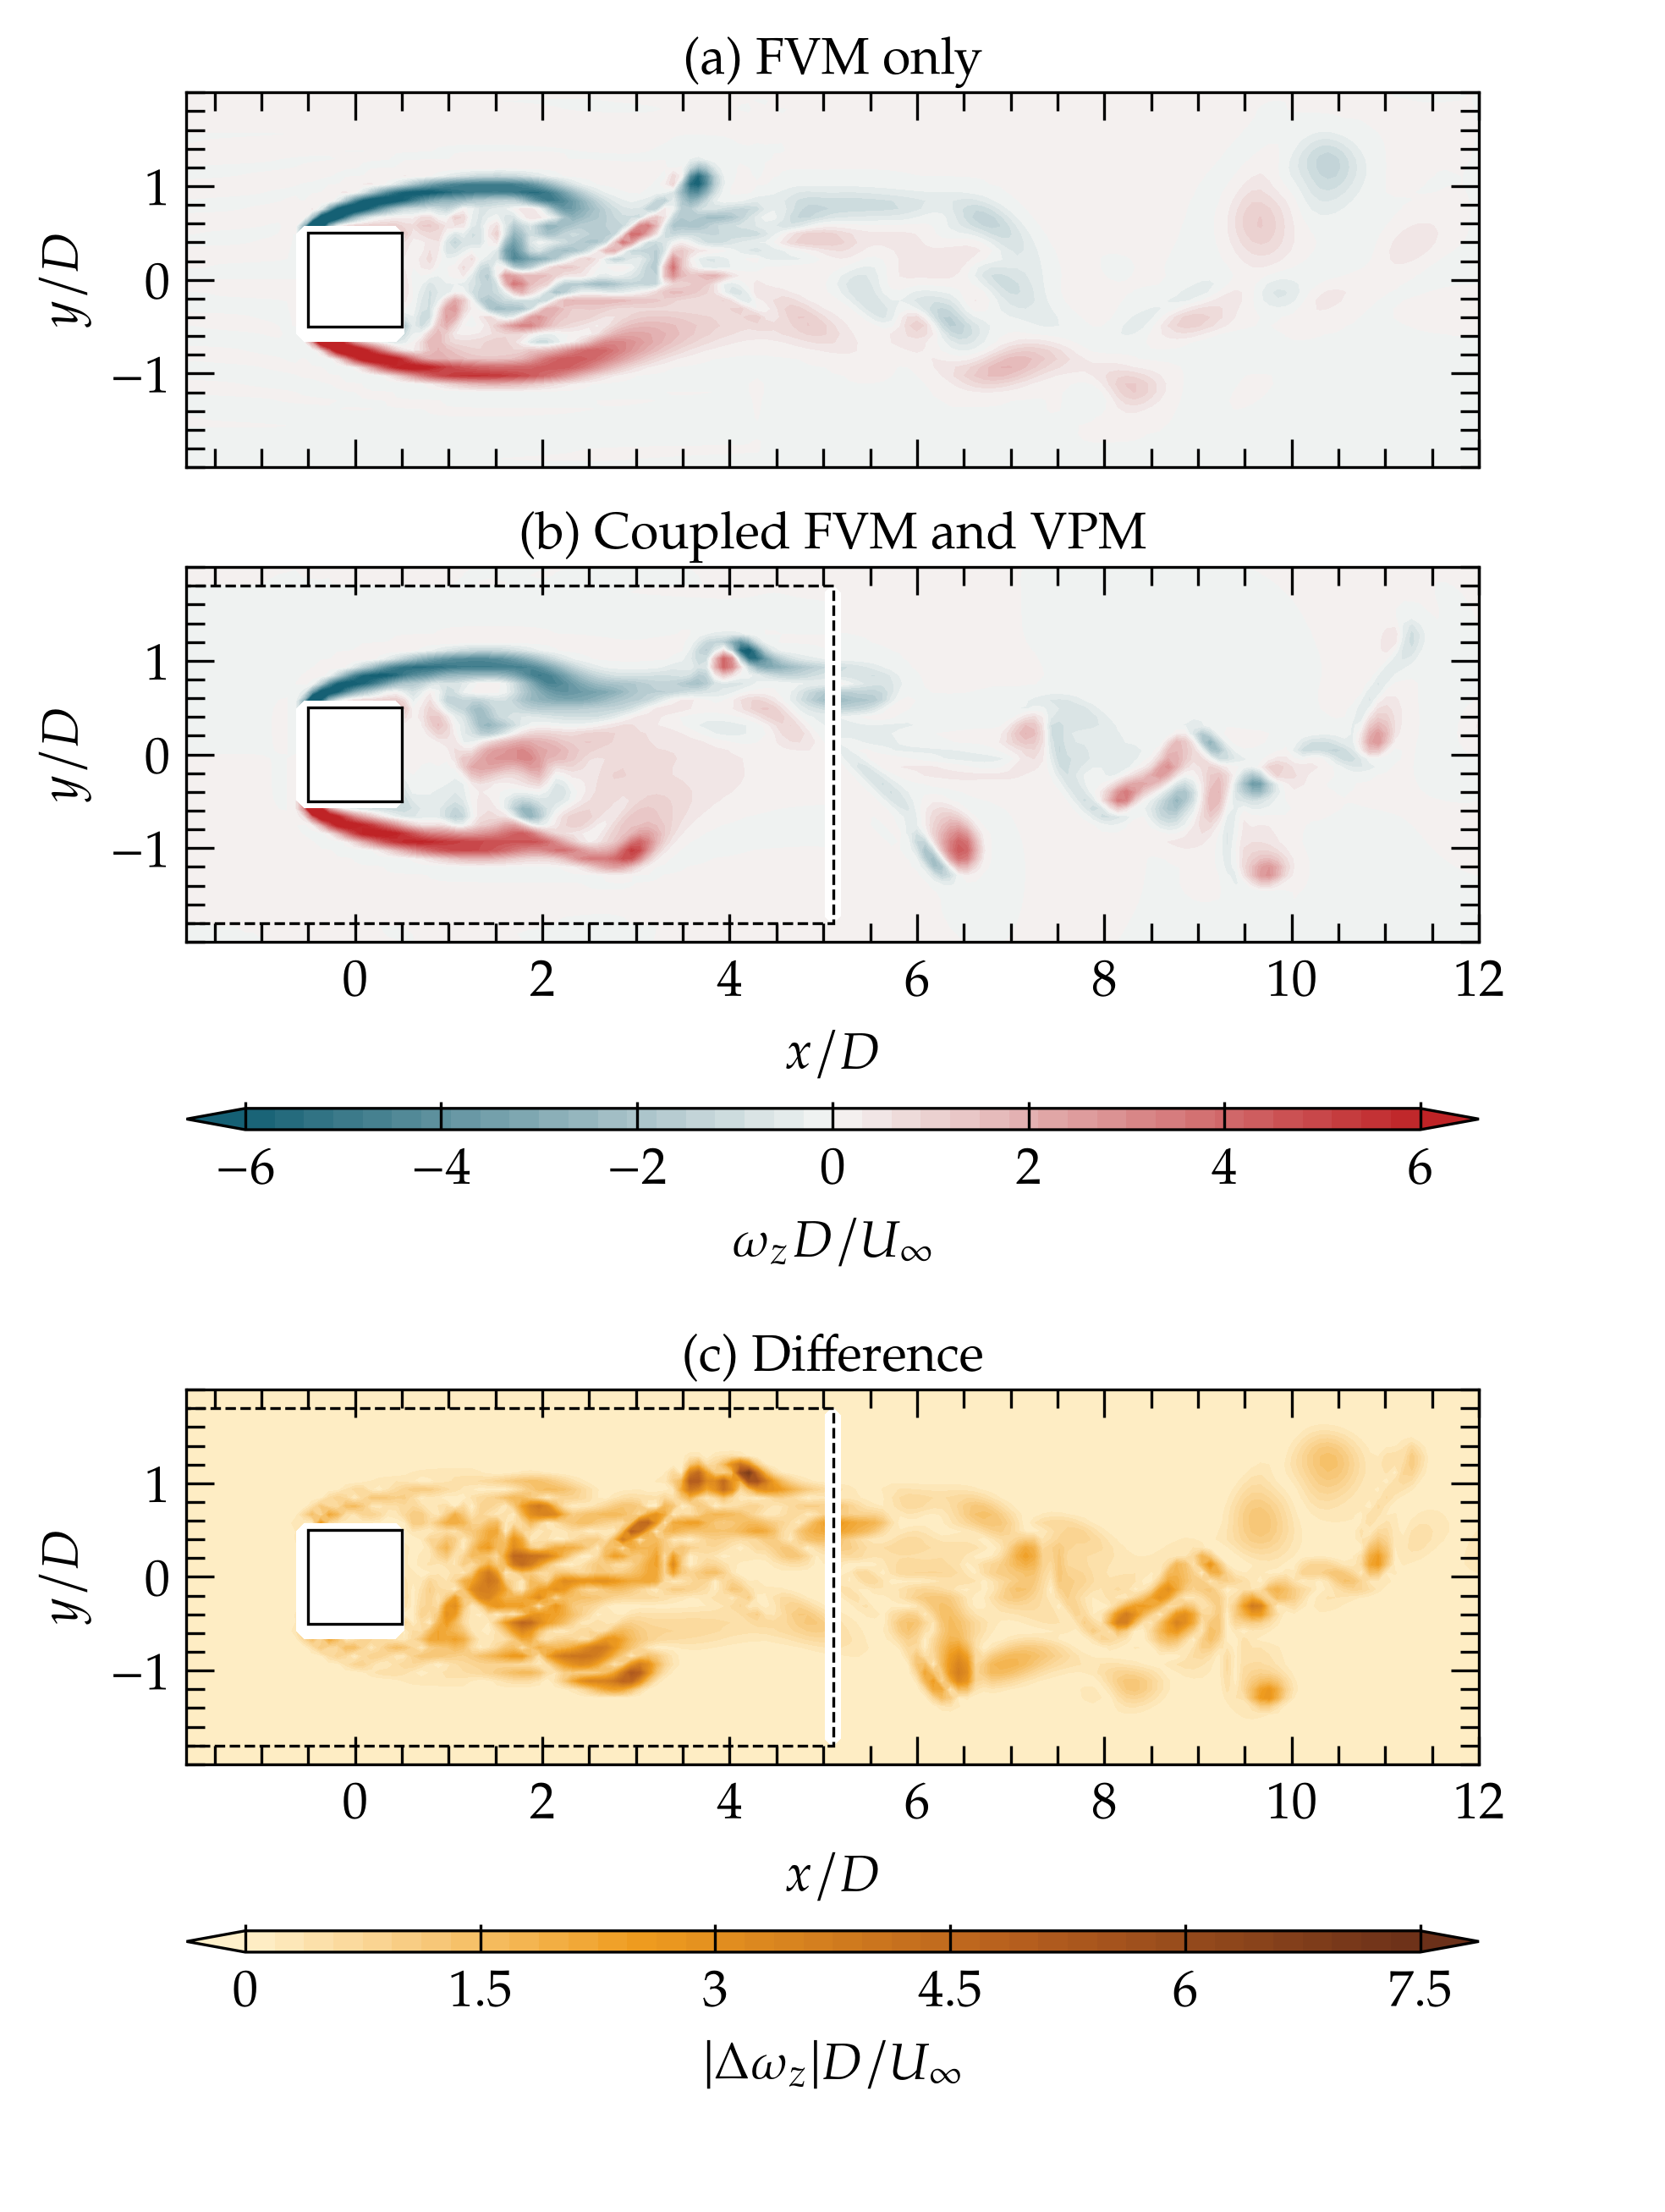 (a) FVM only
y/D
1
0
−1
(b) Coupled FVM and VPM
y/D
1
0
−1
0 2 4 6 8 10 12
x/D
−6 −4 −2 0 2 4 6
ω_z D/U_∞
(c) Difference
y/D
1
0
−1
0 2 4 6 8 10 12
x/D
0 1.5 3 4.5 6 7.5
|Δω_z|D/U_∞